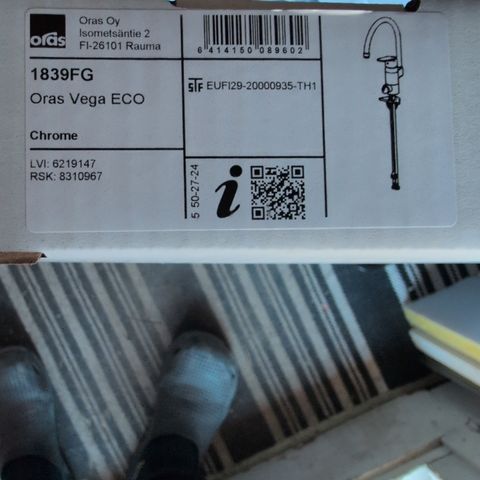 oras
Oras Oy
Isometsäntie 2
FI-26101 Rauma
6 414150 089602
1839FG
Oras Vega ECO
STF EUFI29-20000935-TH1
Chrome
LVI: 6219147
RSK: 8310967
5 50-27-24
i